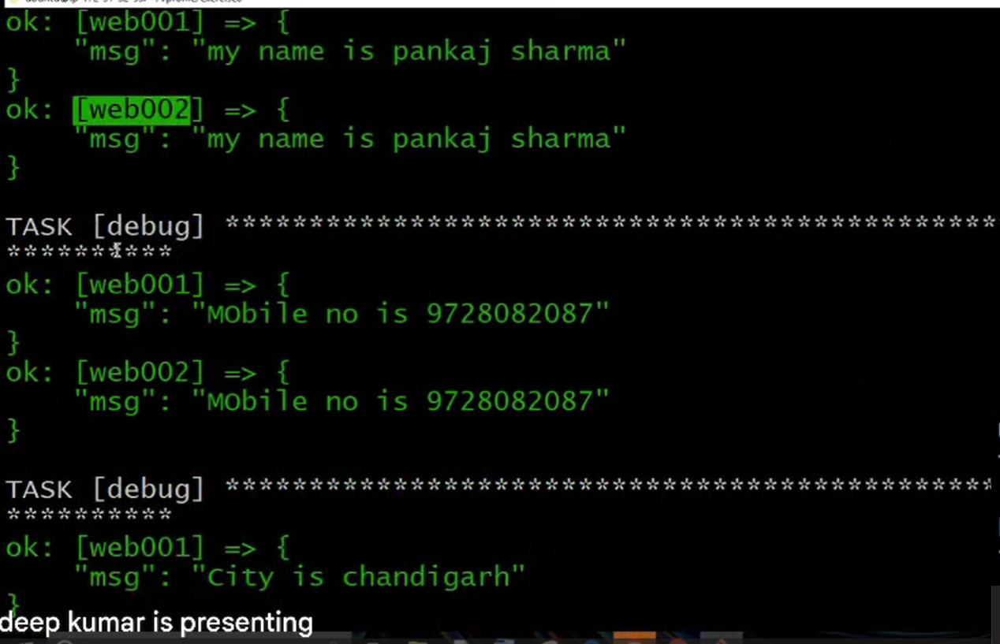 ok: [web001] => {
"msg": "my name is pankaj sharma"
}
ok: [web002] => {
"msg": "my name is pankaj sharma"
}
TASK [debug] **********************************************
**********
ok: [web001] => {
"msg": "MObile no is 9728082087"
}
ok: [web002] => {
"msg": "MObile no is 9728082087"
}
TASK [debug] **********************************************
**********
ok: [web001] => {
"msg": "City is chandigarh"
}
deep kumar is presenting